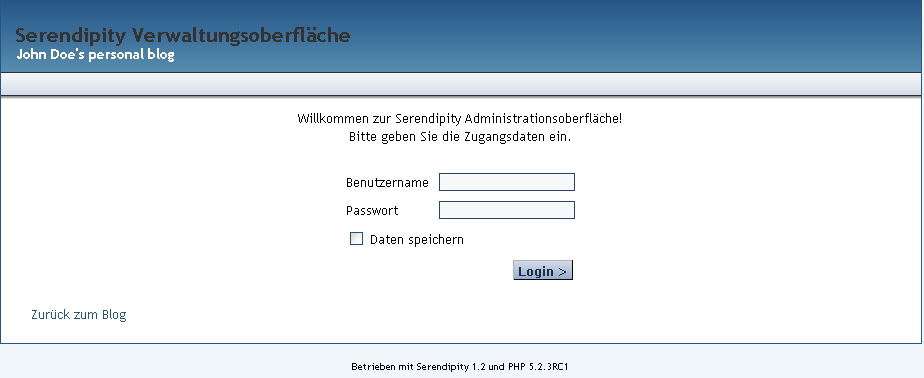 Serendipity Verwaltungsoberfläche
John Doe's personal blog
Willkommen zur Serendipity Administrationsoberfläche!
Bitte geben Sie die Zugangsdaten ein.
Benutzername
Passwort
Daten speichern
Login >
Zurück zum Blog
Betrieben mit Serendipity 1.2 und PHP 5.2.3RC1